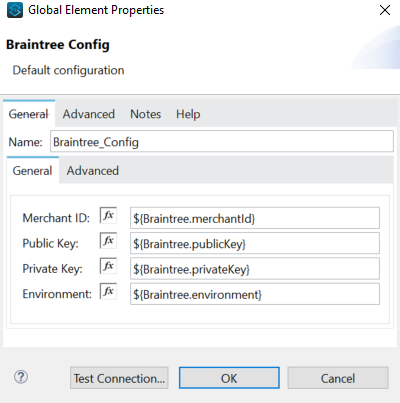 Global Element Properties
Braintree Config
Default configuration
General Advanced Notes Help
Name: Braintree_Config
General Advanced
Merchant ID: fx ${Braintree.merchantId}
Public Key: fx ${Braintree.publicKey}
Private Key: fx ${Braintree.privateKey}
Environment: fx ${Braintree.environment}
? Test Connection... OK Cancel